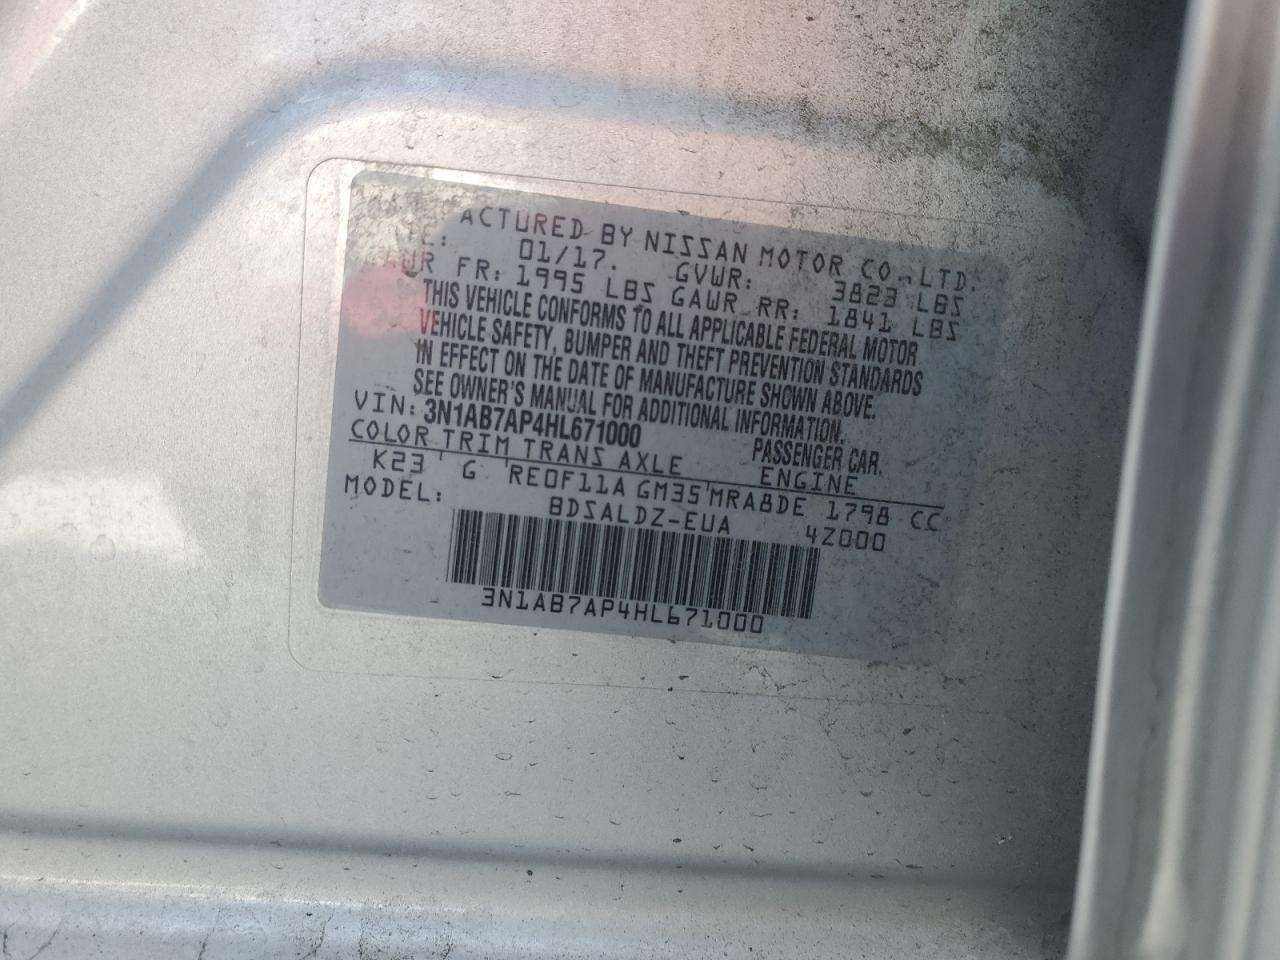 ACTURED BY NISSAN MOTOR CO., LTD.
TE: 01/17. GVWR: 3823 LBS
GAWR FR: 1995 LBS GAWR RR: 1841 LBS
THIS VEHICLE CONFORMS TO ALL APPLICABLE FEDERAL MOTOR
VEHICLE SAFETY, BUMPER AND THEFT PREVENTION STANDARDS
IN EFFECT ON THE DATE OF MANUFACTURE SHOWN ABOVE.
SEE OWNER'S MANUAL FOR ADDITIONAL INFORMATION.
VIN: 3N1AB7AP4HL671000 PASSENGER CAR.
COLOR TRIM TRANS AXLE ENGINE
K23 ' G ' RE0F11A GM35 ' MRA8DE 1798 CC
MODEL: BDSALDZ-EUA 4Z000
3N1AB7AP4HL671000